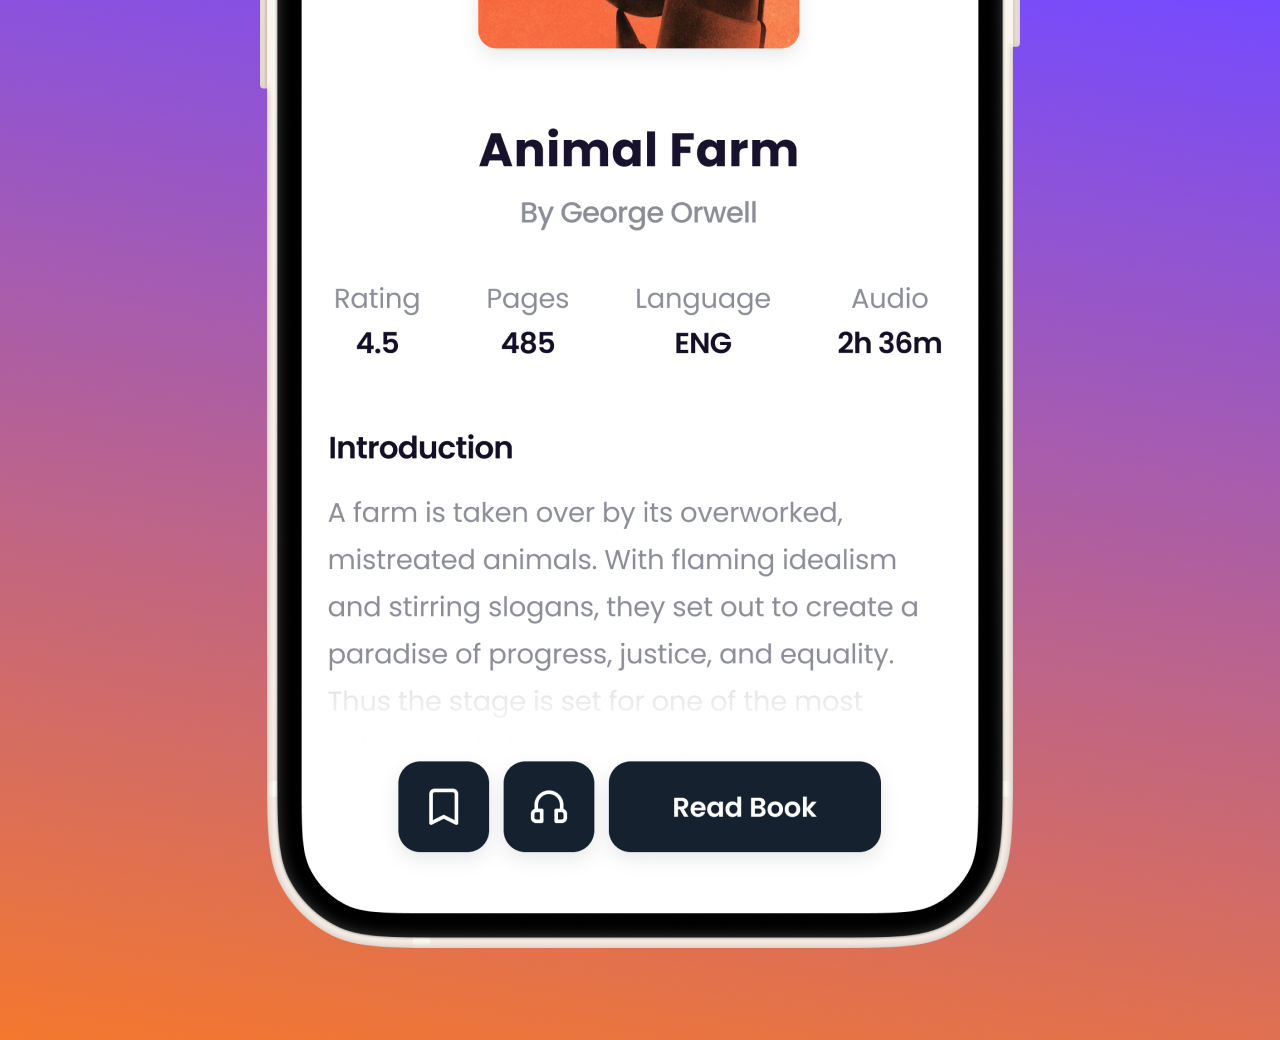 Animal Farm
By George Orwell
Rating Pages Language Audio
4.5 485 ENG 2h 36m
Introduction
A farm is taken over by its overworked,
mistreated animals. With flaming idealism
and stirring slogans, they set out to create a
paradise of progress, justice, and equality.
Thus the stage is set for one of the most
Read Book